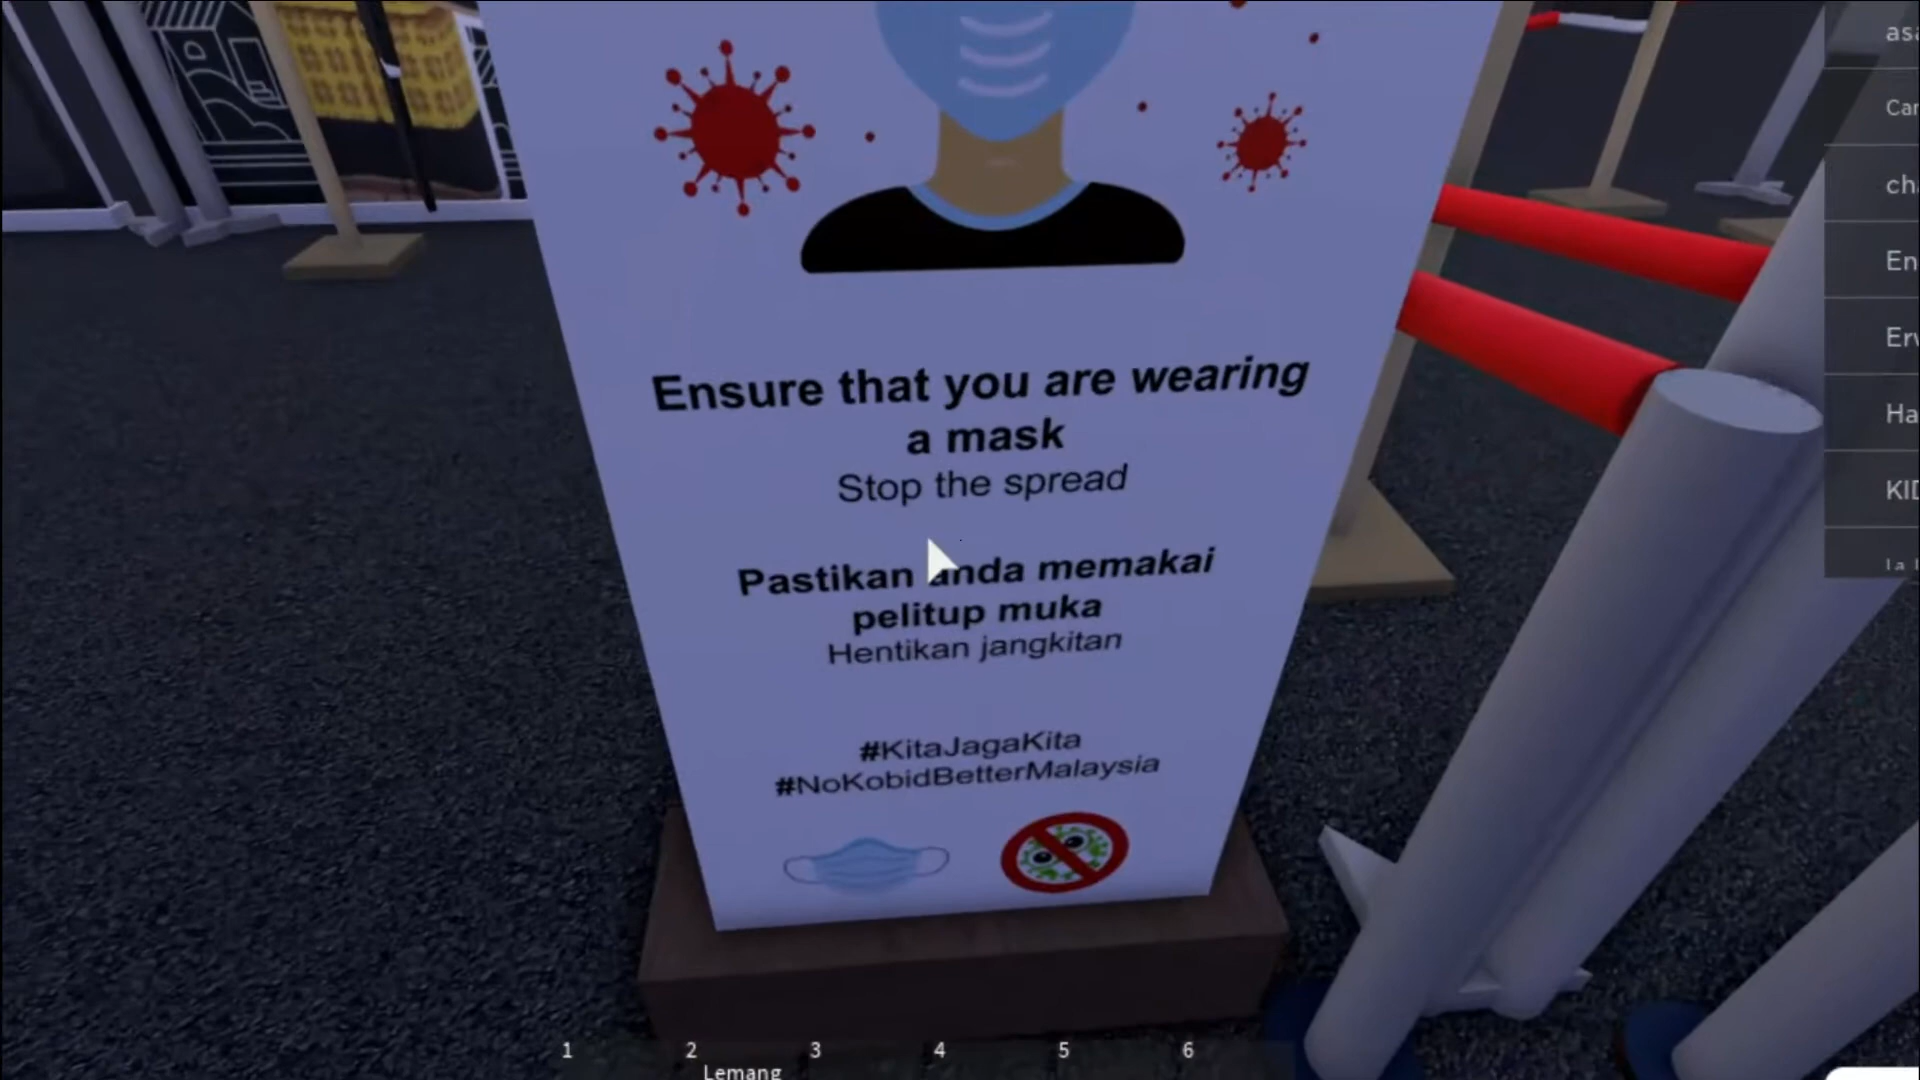 Ensure that you are wearing
a mask
Stop the spread
Pastikan anda memakai
pelitup muka
Hentikan jangkitan
#KitaJagaKita
#NoKobidBetterMalaysia
1 2 3 4 5 6
Lemang